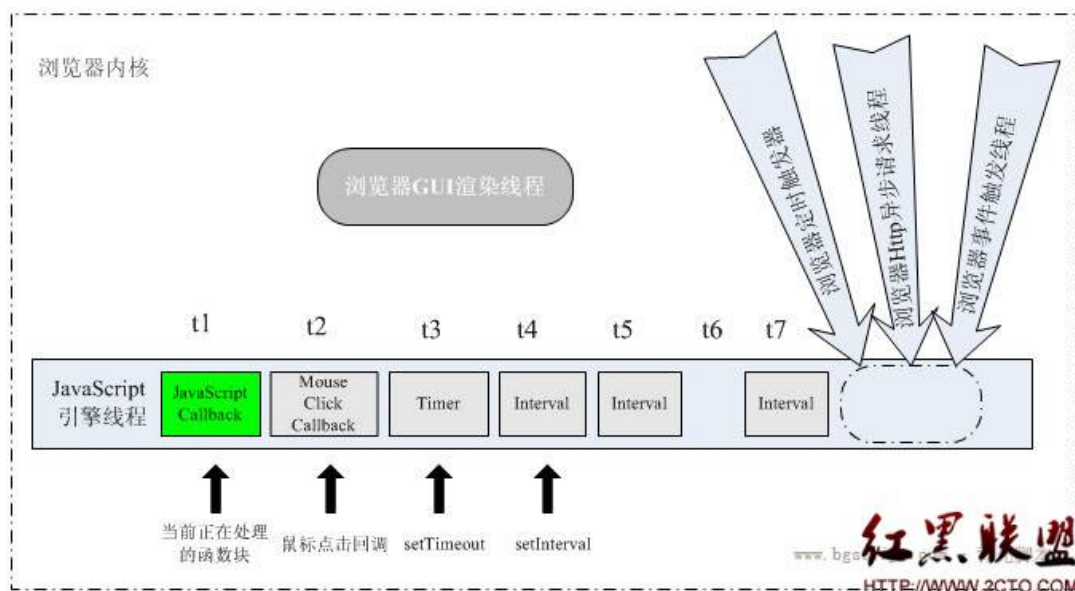 浏览器内核
浏览器GUI渲染线程
浏览器定时触发器
浏览器Http异步请求线程
浏览器事件触发线程
t1
t2
t3
t4
t5
t6
t7
JavaScript
引擎线程
JavaScript
Callback
Mouse
Click
Callback
Timer
Interval
Interval
Interval
当前正在处理
的函数块
鼠标点击回调
setTimeout
setInterval
红黑联盟
HTTP://WWW.2CTO.COM